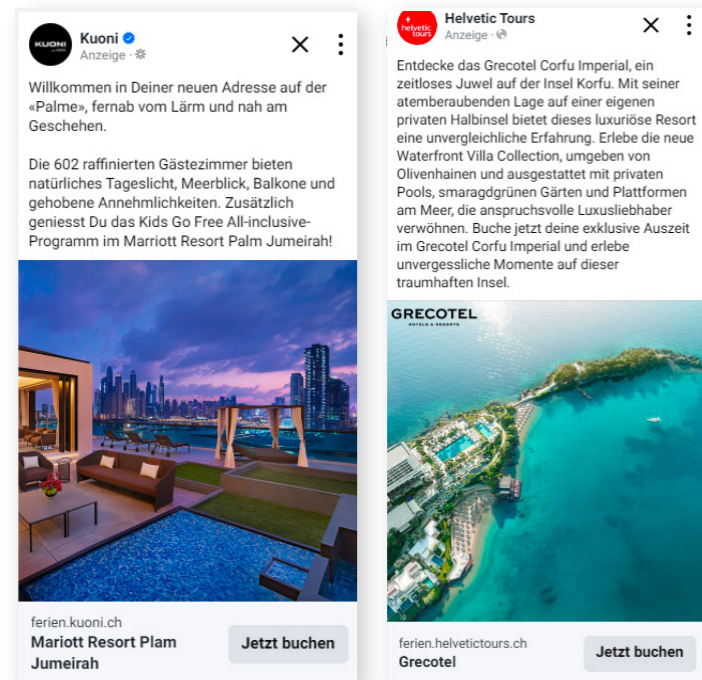 KUONI
Kuoni
Anzeige ·
Willkommen in Deiner neuen Adresse auf der
«Palme», fernab vom Lärm und nah am
Geschehen.
Die 602 raffinierten Gästezimmer bieten
natürliches Tageslicht, Meerblick, Balkone und
gehobene Annehmlichkeiten. Zusätzlich
geniesst Du das Kids Go Free All-inclusive-
Programm im Marriott Resort Palm Jumeirah!
ferien.kuoni.ch
Mariott Resort Plam
Jumeirah
Jetzt buchen
helvetic
tours
Helvetic Tours
Anzeige ·
Entdecke das Grecotel Corfu Imperial, ein
zeitloses Juwel auf der Insel Korfu. Mit seiner
atemberaubenden Lage auf einer eigenen
privaten Halbinsel bietet dieses luxuriöse Resort
eine unvergleichliche Erfahrung. Erlebe die neue
Waterfront Villa Collection, umgeben von
Olivenhainen und ausgestattet mit privaten
Pools, smaragdgrünen Gärten und Plattformen
am Meer, die anspruchsvolle Luxusliebhaber
verwöhnen. Buche jetzt deine exklusive Auszeit
im Grecotel Corfu Imperial und erlebe
unvergessliche Momente auf dieser
traumhaften Insel.
GRECOTEL
HOTELS & RESORTS
ferien.helvetictours.ch
Grecotel
Jetzt buchen